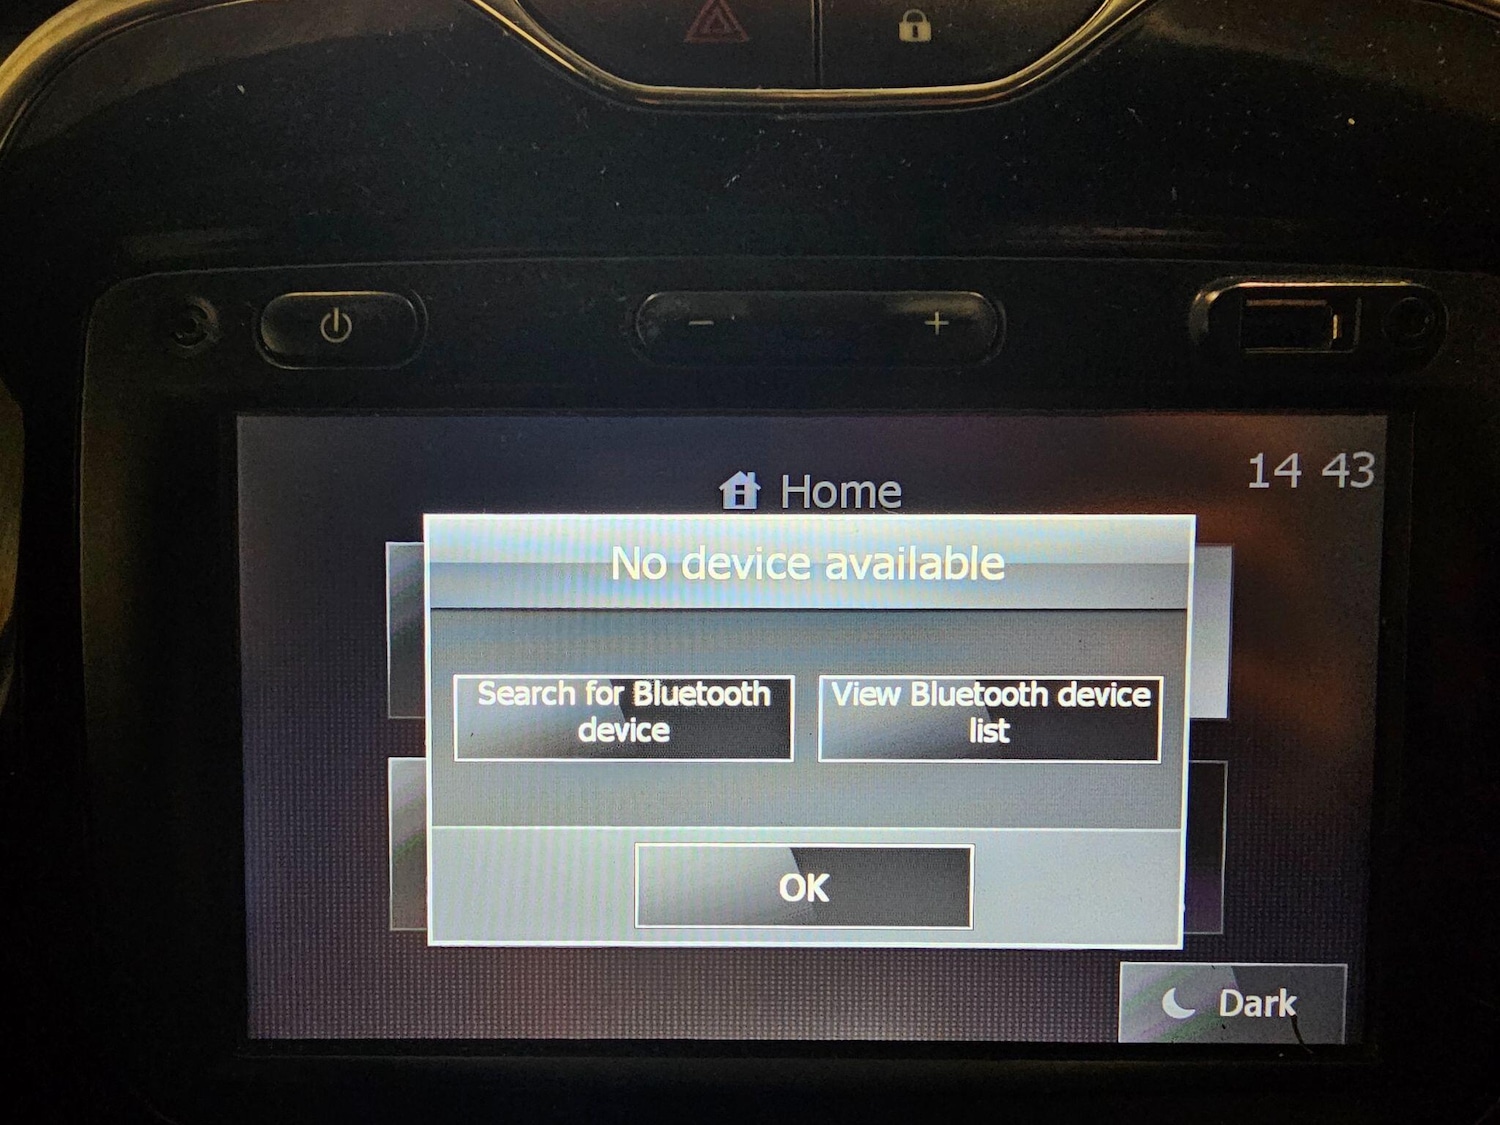 Home
14 43
No device available
Search for Bluetooth
device
View Bluetooth device
list
OK
Dark